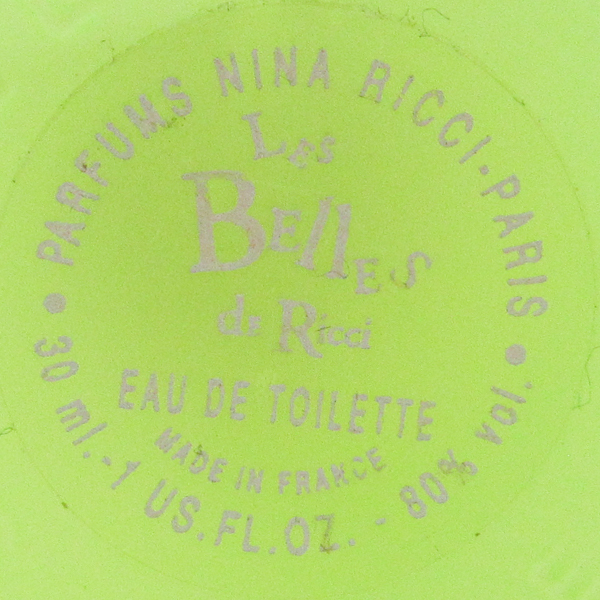 PARFUMS NINA RICCI-PARIS
Les
Belles
de Ricci
EAU DE TOILETTE
MADE IN FRANCE
• 30 ml.-1 US.FL.OZ. - 80% vol. •